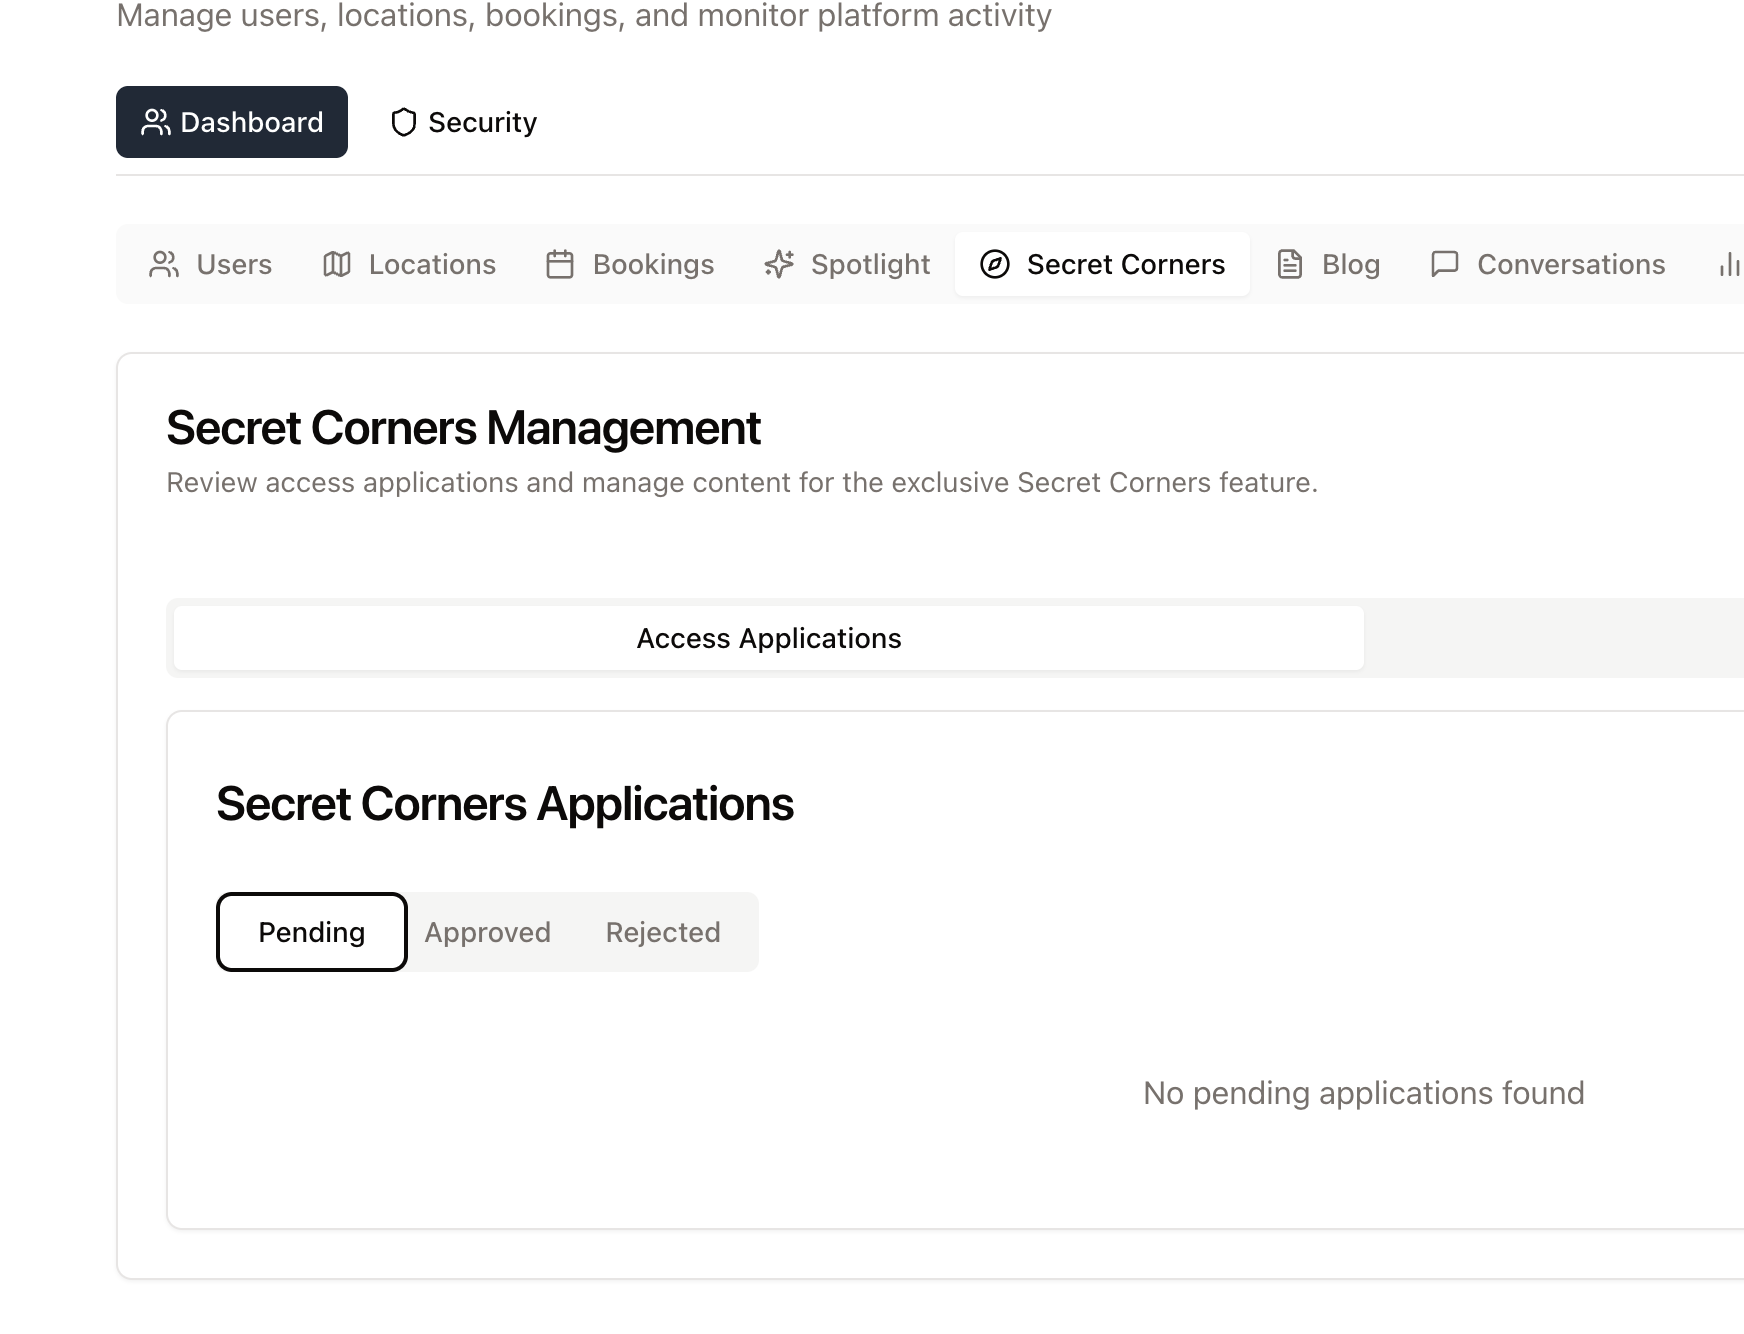 Manage users, locations, bookings, and monitor platform activity
Dashboard Security
Users Locations Bookings Spotlight Secret Corners Blog Conversations
Secret Corners Management
Review access applications and manage content for the exclusive Secret Corners feature.
Access Applications
Secret Corners Applications
Pending Approved Rejected
No pending applications found